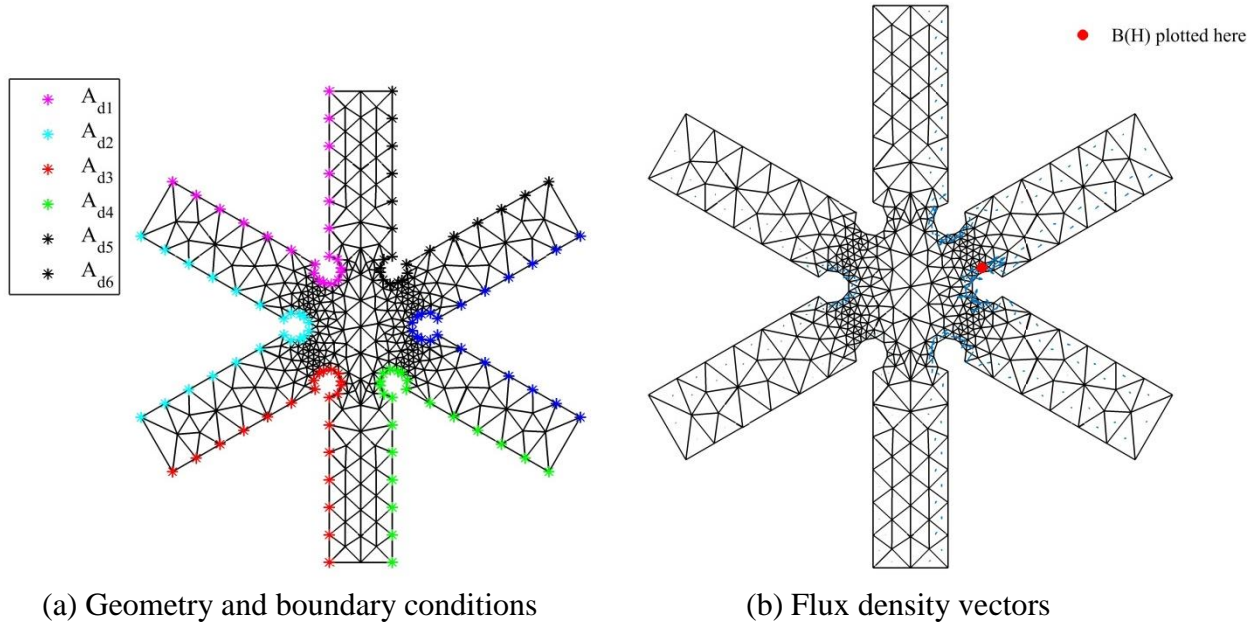 A_d1
A_d2
A_d3
A_d4
A_d5
A_d6
B(H) plotted here
(a) Geometry and boundary conditions
(b) Flux density vectors